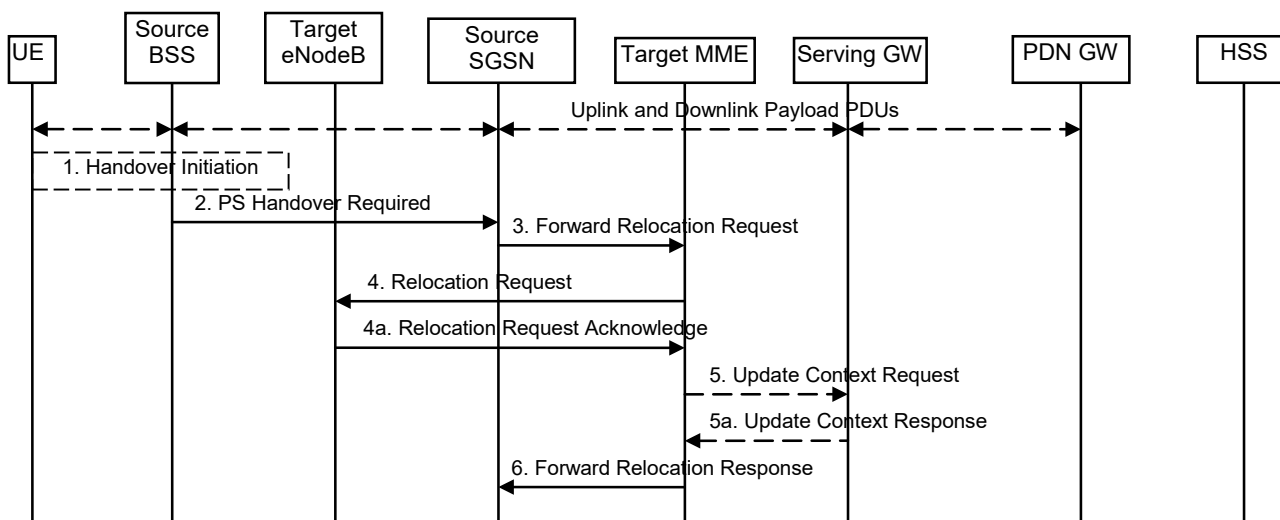 UE
Source
BSS
Target
eNodeB
Source
SGSN
Target MME
Serving GW
PDN GW
HSS
Uplink and Downlink Payload PDUs
1. Handover Initiation
2. PS Handover Required
3. Forward Relocation Request
4. Relocation Request
4a. Relocation Request Acknowledge
5. Update Context Request
5a. Update Context Response
6. Forward Relocation Response